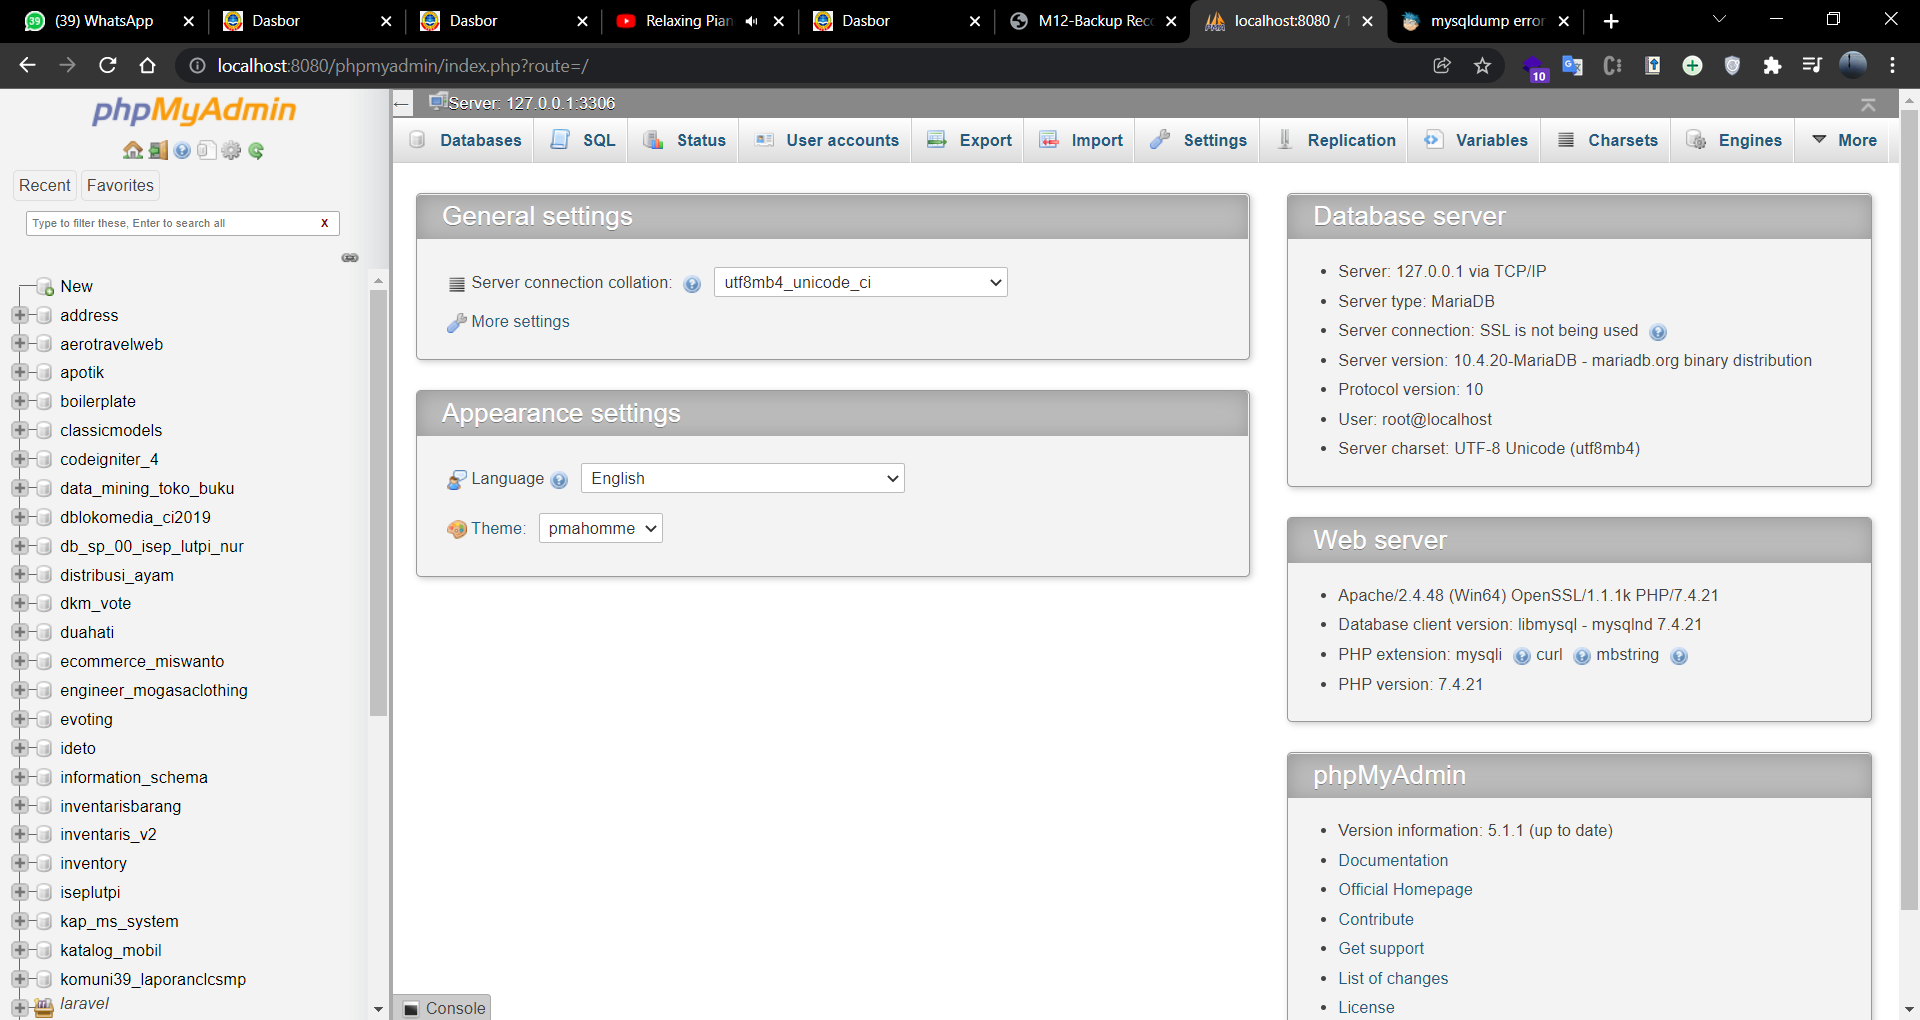 (39) WhatsApp
Dasbor
Dasbor
Relaxing Pian
Dasbor
M12-Backup Reco
localhost:8080 / 1
mysqldump error
localhost:8080/phpmyadmin/index.php?route=/
10
phpMyAdmin
Recent
Favorites
Type to filter these, Enter to search all
X
New
address
aerotravelweb
apotik
boilerplate
classicmodels
codeigniter_4
data_mining_toko_buku
dblokomedia_ci2019
db_sp_00_isep_lutpi_nur
distribusi_ayam
dkm_vote
duahati
ecommerce_miswanto
engineer_mogasaclothing
evoting
ideto
information_schema
inventarisbarang
inventaris_v2
inventory
iseplutpi
kap_ms_system
katalog_mobil
komuni39_laporanclcsmp
laravel
Server: 127.0.0.1:3306
Databases
SQL
Status
User accounts
Export
Import
Settings
Replication
Variables
Charsets
Engines
More
General settings
Server connection collation:
utf8mb4_unicode_ci
More settings
Appearance settings
Language
English
Theme:
pmahomme
Database server
Server: 127.0.0.1 via TCP/IP
Server type: MariaDB
Server connection: SSL is not being used
Server version: 10.4.20-MariaDB - mariadb.org binary distribution
Protocol version: 10
User: root@localhost
Server charset: UTF-8 Unicode (utf8mb4)
Web server
Apache/2.4.48 (Win64) OpenSSL/1.1.1k PHP/7.4.21
Database client version: libmysql - mysqlnd 7.4.21
PHP extension: mysqli curl mbstring
PHP version: 7.4.21
phpMyAdmin
Version information: 5.1.1 (up to date)
Documentation
Official Homepage
Contribute
Get support
List of changes
License
Console